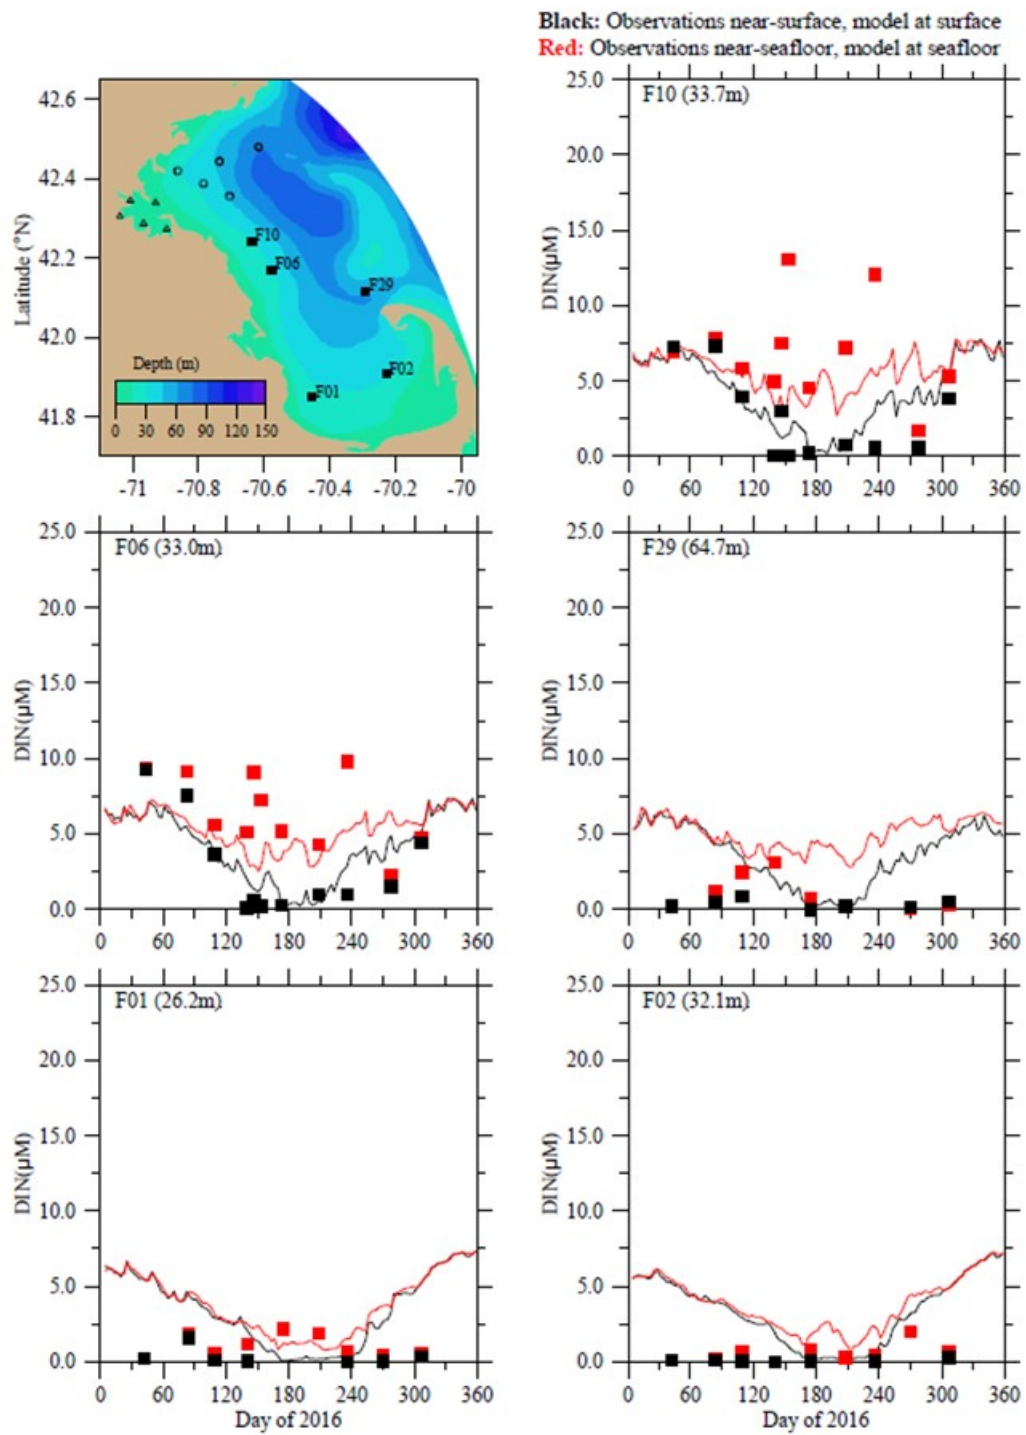 Black: Observations near-surface, model at surface
Red: Observations near-seafloor, model at seafloor
42.6
42.4
42.2
42.0
41.8
Latitude (°N)
F10
F06
F29
F02
F01
Depth (m)
0 30 60 90 120 150
-71 -70.8 -70.6 -70.4 -70.2 -70
F10 (33.7m)
25.0
20.0
15.0
10.0
5.0
0.0
DIN(µM)
0 60 120 180 240 300 360
F06 (33.0m)
25.0
20.0
15.0
10.0
5.0
0.0
DIN(µM)
0 60 120 180 240 300 360
F29 (64.7m)
25.0
20.0
15.0
10.0
5.0
0.0
DIN(µM)
0 60 120 180 240 300 360
F01 (26.2m)
25.0
20.0
15.0
10.0
5.0
0.0
DIN(µM)
0 60 120 180 240 300 360
Day of 2016
F02 (32.1m)
25.0
20.0
15.0
10.0
5.0
0.0
DIN(µM)
0 60 120 180 240 300 360
Day of 2016